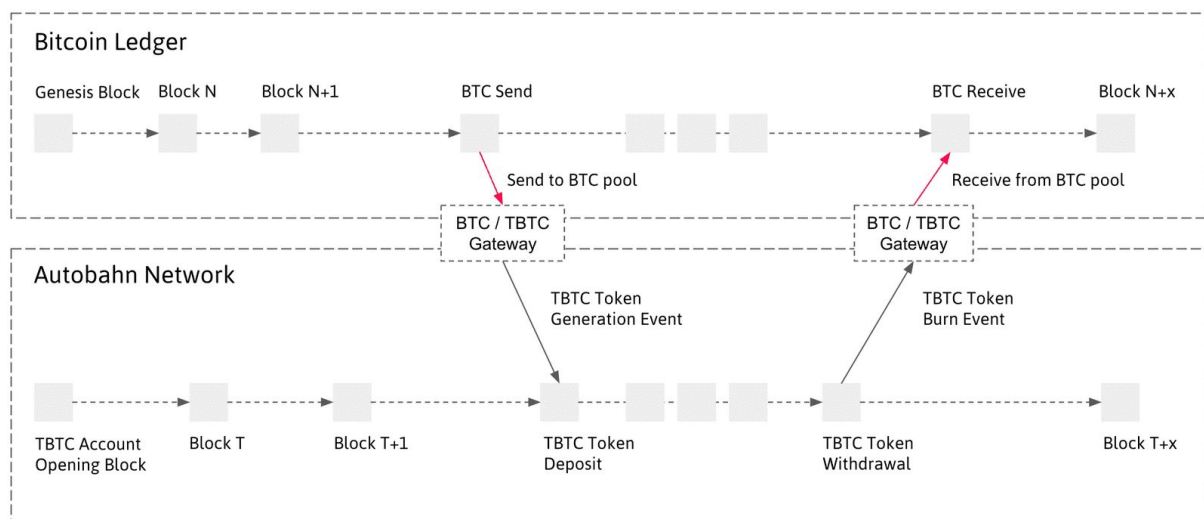 Bitcoin Ledger
Genesis Block
Block N
Block N+1
BTC Send
BTC Receive
Block N+x
Send to BTC pool
Receive from BTC pool
BTC / TBTC
Gateway
BTC / TBTC
Gateway
Autobahn Network
TBTC Token
Generation Event
TBTC Token
Burn Event
TBTC Account
Opening Block
Block T
Block T+1
TBTC Token
Deposit
TBTC Token
Withdrawal
Block T+x